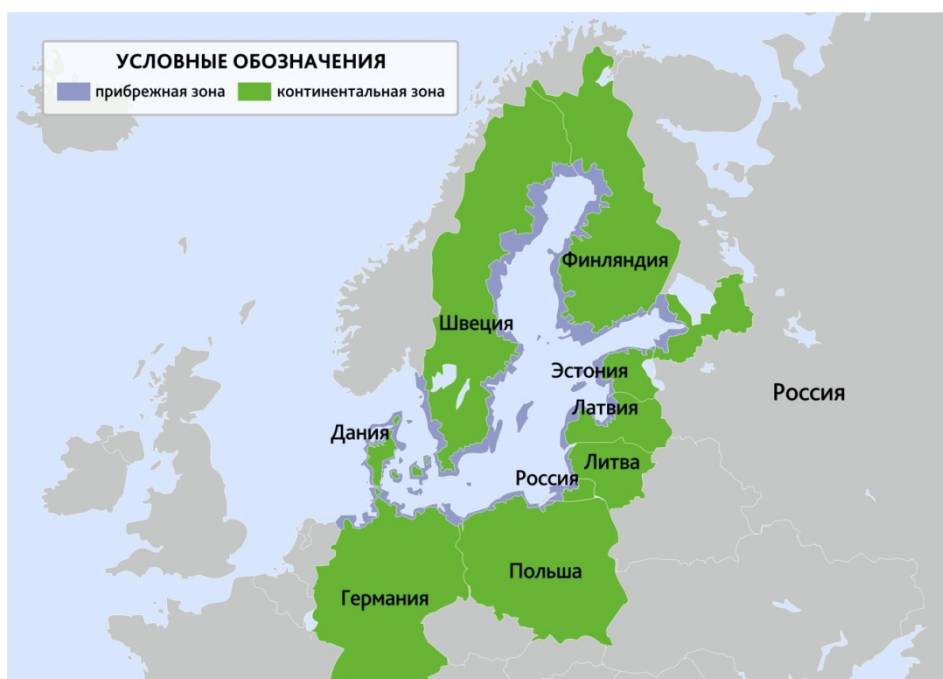 УСЛОВНЫЕ ОБОЗНАЧЕНИЯ
прибрежная зона
континентальная зона
Финляндия
Швеция
Эстония
Россия
Латвия
Дания
Литва
Россия
Польша
Германия